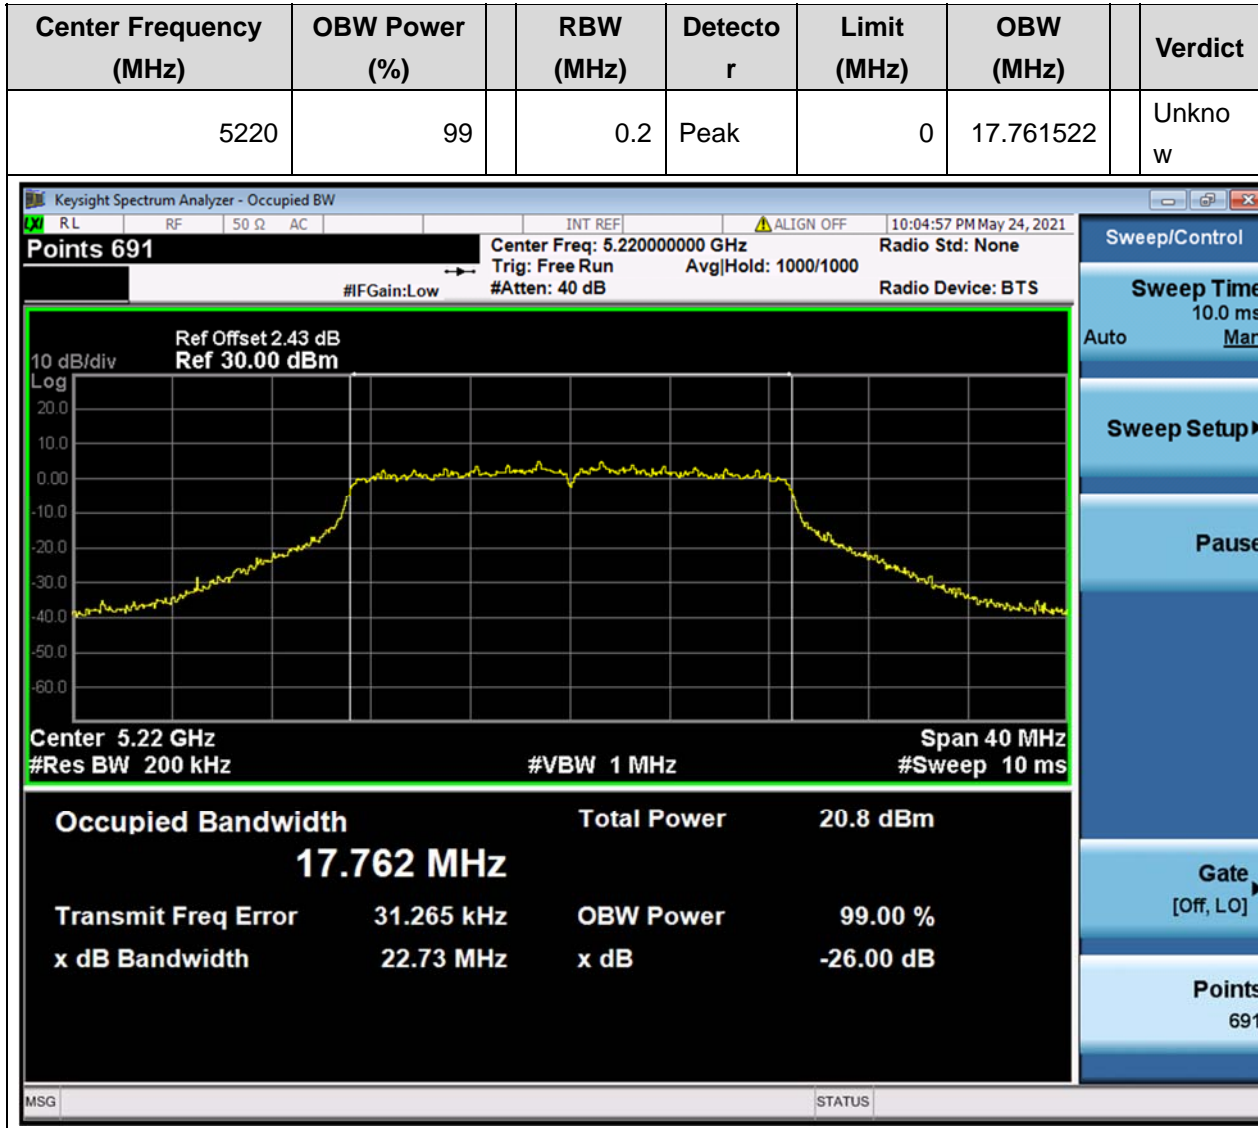 Center Frequency (MHz) OBW Power (%) RBW (MHz) Detecto r Limit (MHz) OBW (MHz) Verdict
5220 99 0.2 Peak 0 17.761522 Unkno w
Keysight Spectrum Analyzer - Occupied BW
LXI RL RF 50 Ω AC INT REF ALIGN OFF 10:04:57 PM May 24, 2021
Points 691
Center Freq: 5.220000000 GHz Radio Std: None
Trig: Free Run Avg|Hold: 1000/1000
#IFGain:Low #Atten: 40 dB Radio Device: BTS
Ref Offset 2.43 dB
10 dB/div Ref 30.00 dBm
Log
20.0
10.0
0.00
-10.0
-20.0
-30.0
-40.0
-50.0
-60.0
Center 5.22 GHz Span 40 MHz
#Res BW 200 kHz #VBW 1 MHz #Sweep 10 ms
Occupied Bandwidth Total Power 20.8 dBm
17.762 MHz
Transmit Freq Error 31.265 kHz OBW Power 99.00 %
x dB Bandwidth 22.73 MHz x dB -26.00 dB
MSG STATUS
Sweep/Control
Sweep Time
10.0 ms
Auto Man
Sweep Setup
Pause
Gate
[Off, LO]
Points
691